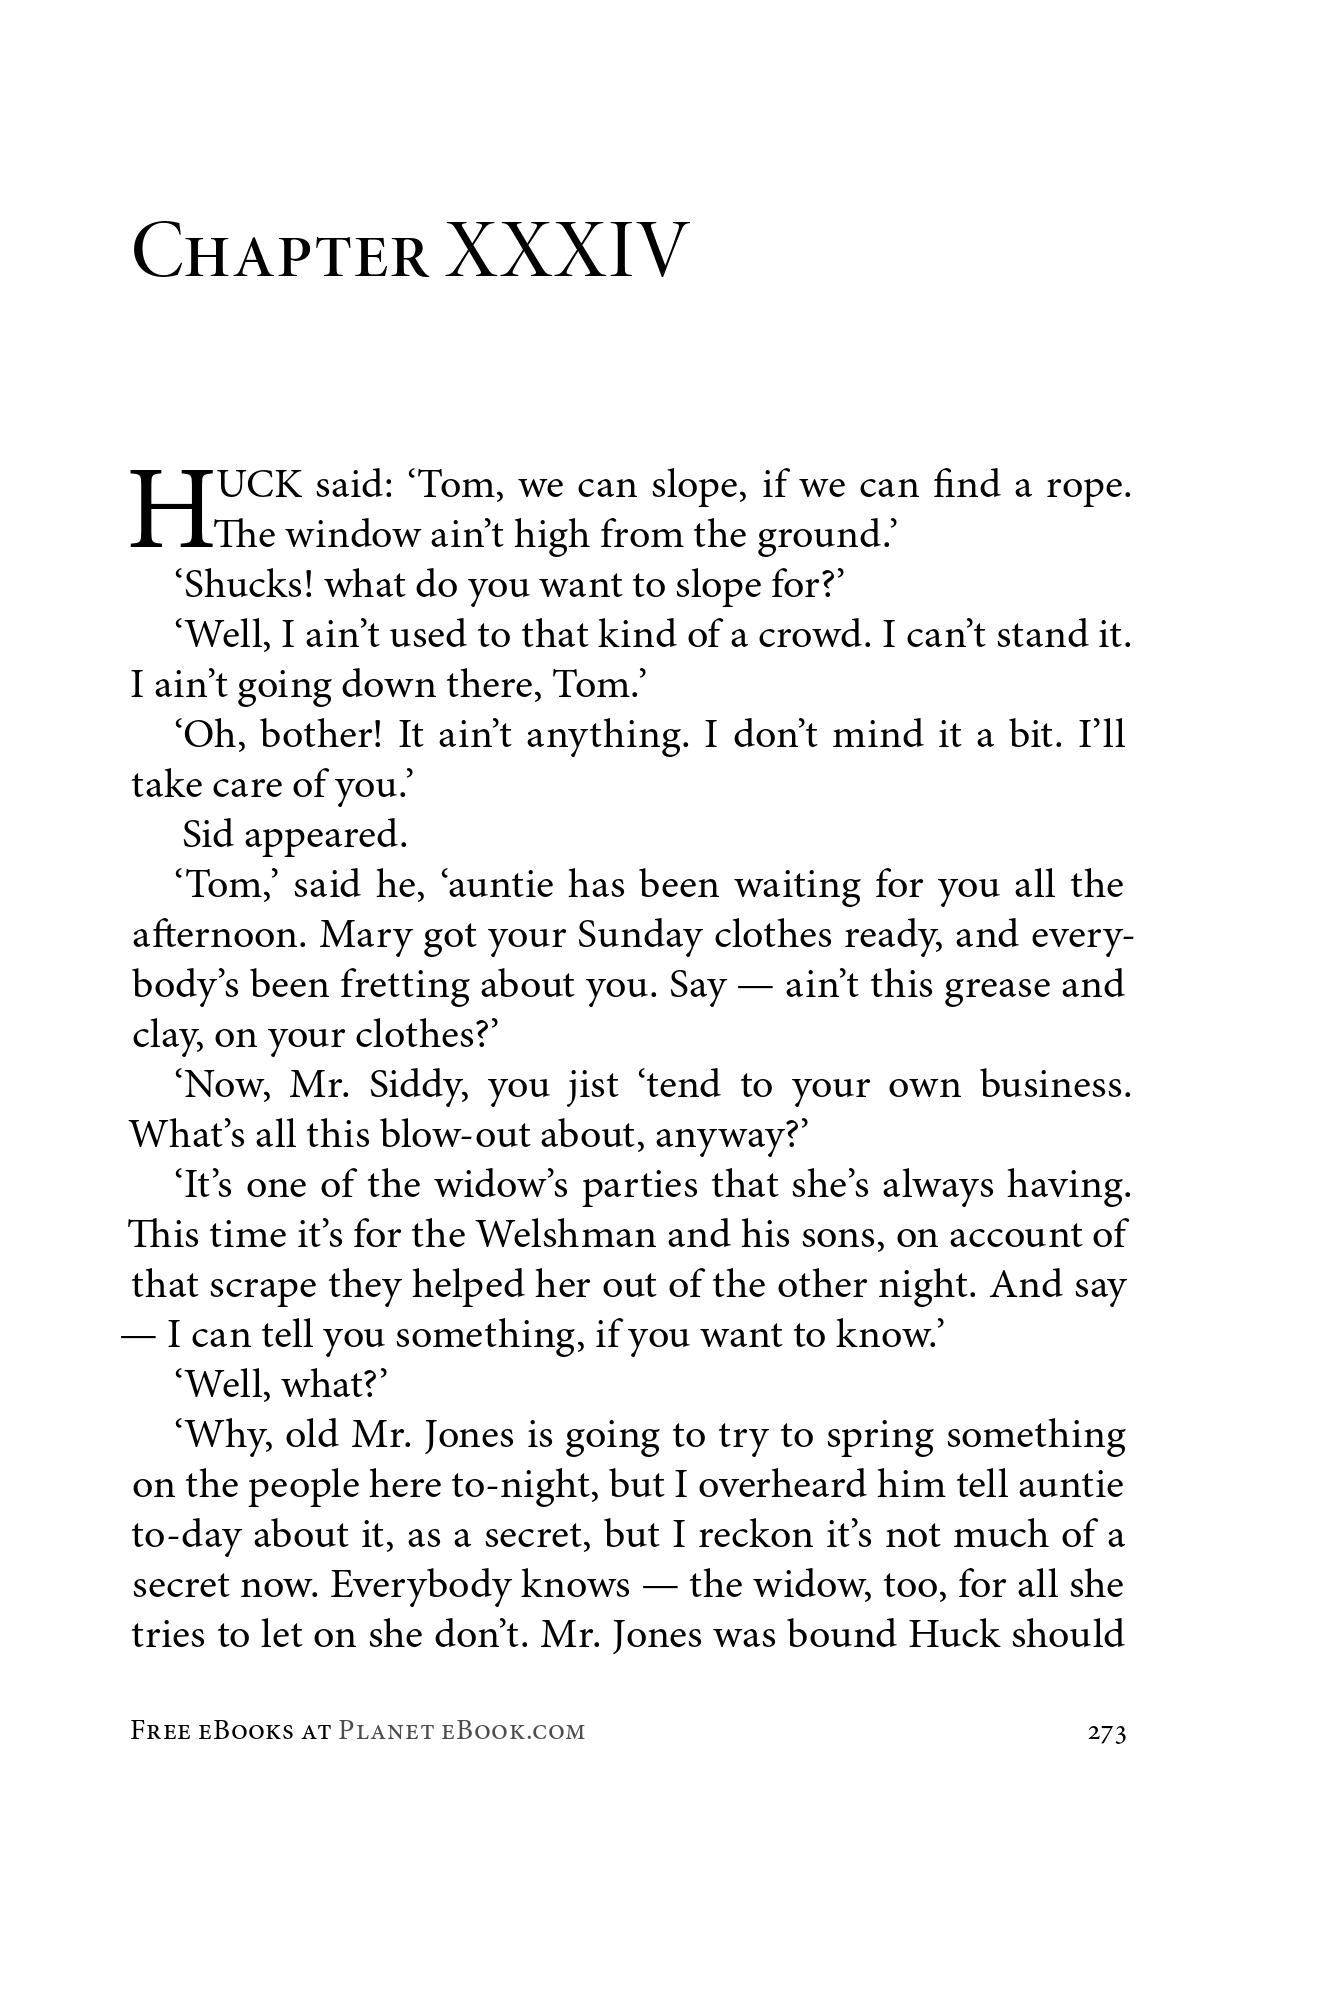 Chapter XXXIV
HUCK said: ‘Tom, we can slope, if we can find a rope.
The window ain’t high from the ground.’
‘Shucks! what do you want to slope for?’
‘Well, I ain’t used to that kind of a crowd. I can’t stand it.
I ain’t going down there, Tom.’
‘Oh, bother! It ain’t anything. I don’t mind it a bit. I’ll
take care of you.’
Sid appeared.
‘Tom,’ said he, ‘auntie has been waiting for you all the
afternoon. Mary got your Sunday clothes ready, and every-
body’s been fretting about you. Say — ain’t this grease and
clay, on your clothes?’
‘Now, Mr. Siddy, you jist ‘tend to your own business.
What’s all this blow-out about, anyway?’
‘It’s one of the widow’s parties that she’s always having.
This time it’s for the Welshman and his sons, on account of
that scrape they helped her out of the other night. And say
— I can tell you something, if you want to know.’
‘Well, what?’
‘Why, old Mr. Jones is going to try to spring something
on the people here to-night, but I overheard him tell auntie
to-day about it, as a secret, but I reckon it’s not much of a
secret now. Everybody knows — the widow, too, for all she
tries to let on she don’t. Mr. Jones was bound Huck should
Free eBooks at Planet eBook.com 273